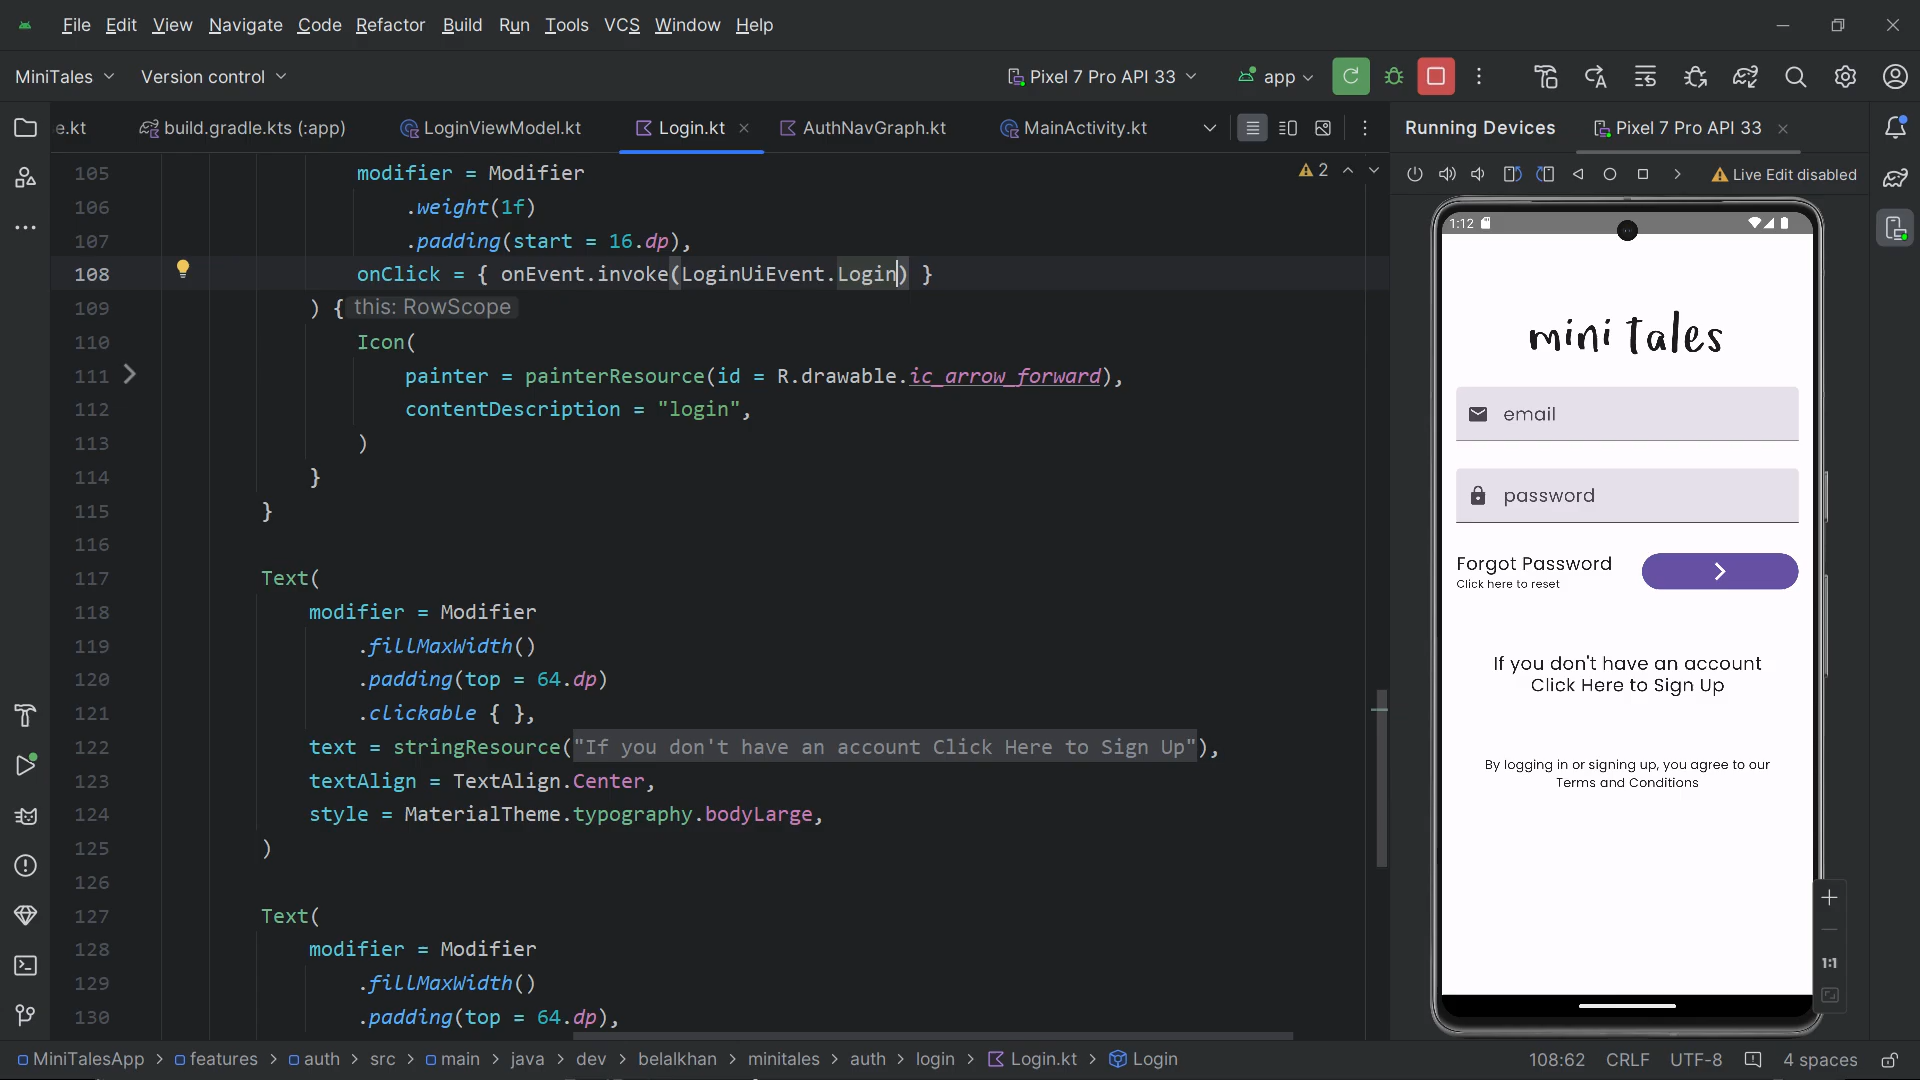 File Edit View Navigate Code Refactor Build Run Tools VCS Window Help
MiniTales Version control Pixel 7 Pro API 33 app
e.kt build.gradle.kts (:app) LoginViewModel.kt Login.kt AuthNavGraph.kt MainActivity.kt
105 modifier = Modifier
106 .weight(1f)
107 .padding(start = 16.dp),
108 onClick = { onEvent.invoke(LoginUiEvent.Login) }
109 ) { this: RowScope
110 Icon(
111 painter = painterResource(id = R.drawable.ic_arrow_forward),
112 contentDescription = "login",
113 )
114 }
115 }
116
117 Text(
118 modifier = Modifier
119 .fillMaxWidth()
120 .padding(top = 64.dp)
121 .clickable { },
122 text = stringResource("If you don't have an account Click Here to Sign Up"),
123 textAlign = TextAlign.Center,
124 style = MaterialTheme.typography.bodyLarge,
125 )
126
127 Text(
128 modifier = Modifier
129 .fillMaxWidth()
130 .padding(top = 64.dp),
2
Running Devices Pixel 7 Pro API 33
Live Edit disabled
1:12
mini tales
email
password
Forgot Password
Click here to reset
If you don't have an account
Click Here to Sign Up
By logging in or signing up, you agree to our
Terms and Conditions
1:1
MiniTalesApp > features > auth > src > main > java > dev > belalkhan > minitales > auth > login > Login.kt > Login
108:62 CRLF UTF-8 4 spaces